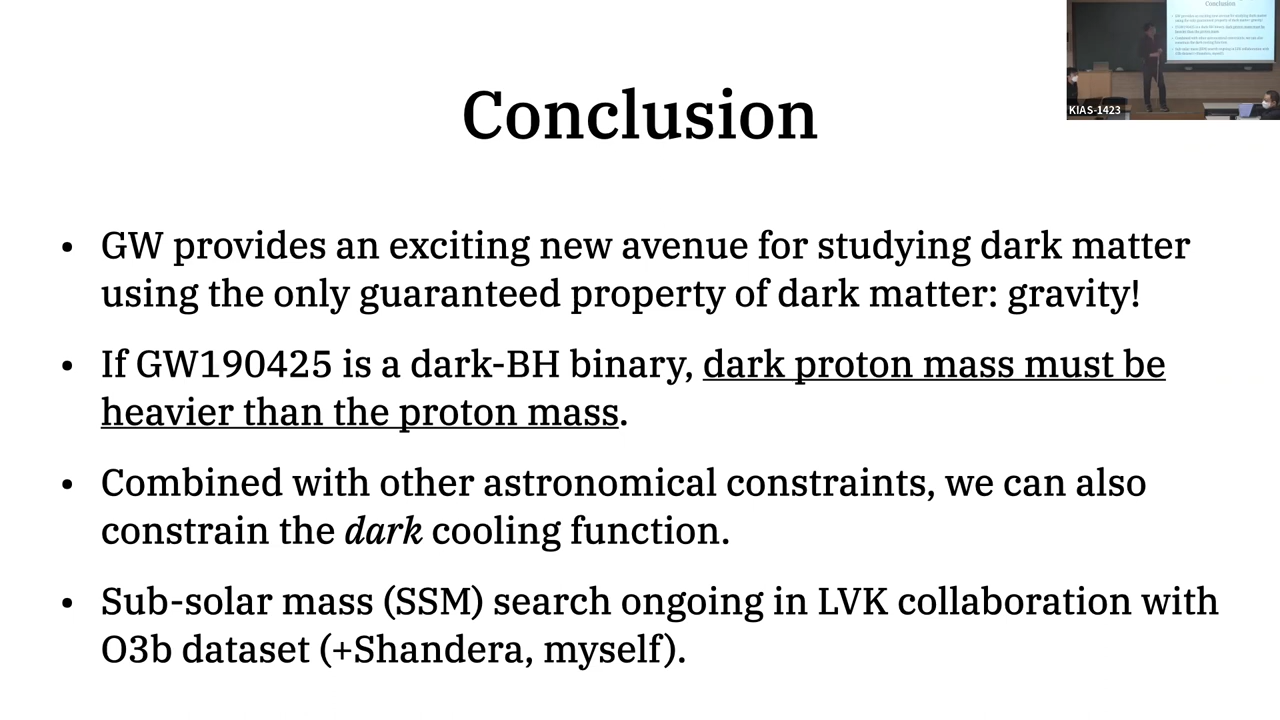 Conclusion
KIAS-1423
Conclusion
• GW provides an exciting new avenue for studying dark matter
using the only guaranteed property of dark matter: gravity!
• If GW190425 is a dark-BH binary, dark proton mass must be
heavier than the proton mass.
• Combined with other astronomical constraints, we can also
constrain the dark cooling function.
• Sub-solar mass (SSM) search ongoing in LVK collaboration with
O3b dataset (+Shandera, myself).